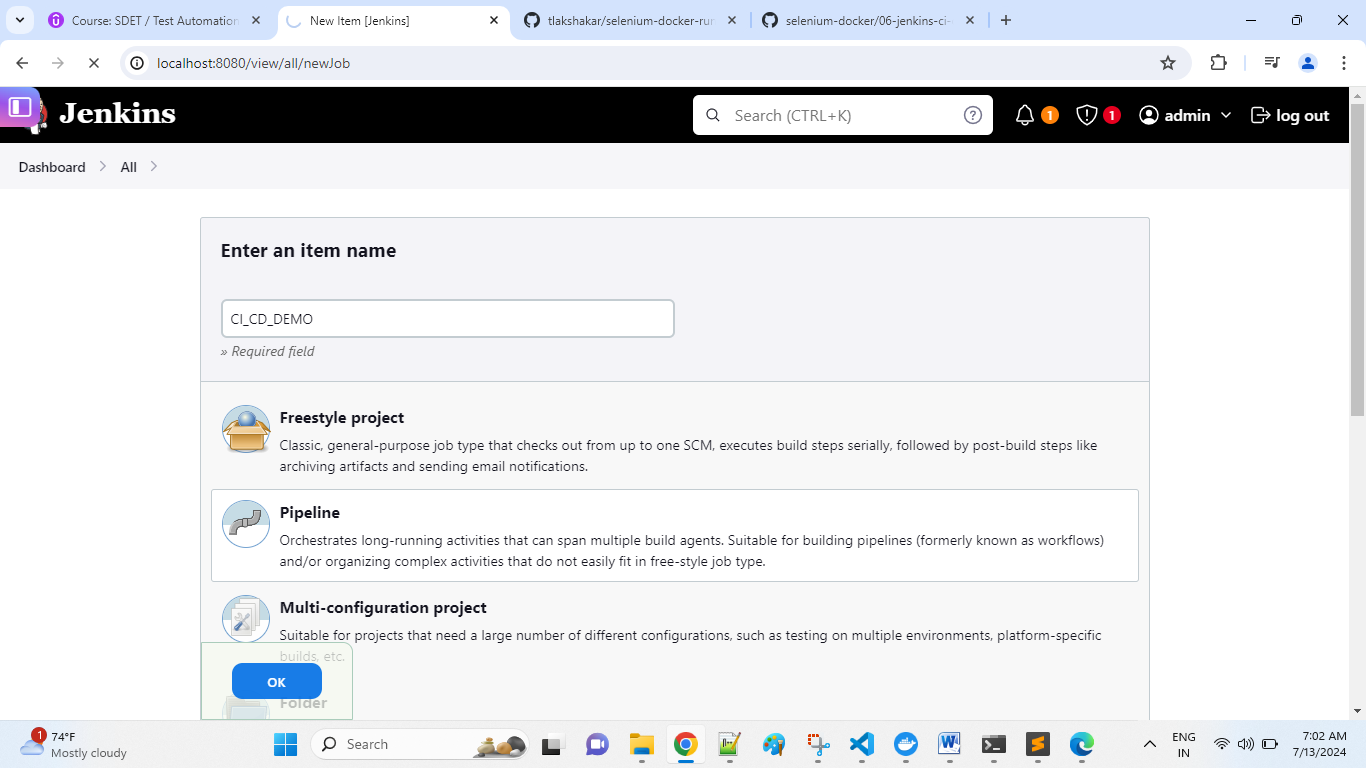 Course: SDET / Test Automation
New Item [Jenkins]
tlakshakar/selenium-docker-run
selenium-docker/06-jenkins-ci-
localhost:8080/view/all/newJob
Jenkins
Search (CTRL+K)
1
1
admin
log out
Dashboard
All
Enter an item name
CI_CD_DEMO
» Required field
Freestyle project
Classic, general-purpose job type that checks out from up to one SCM, executes build steps serially, followed by post-build steps like
archiving artifacts and sending email notifications.
Pipeline
Orchestrates long-running activities that can span multiple build agents. Suitable for building pipelines (formerly known as workflows)
and/or organizing complex activities that do not easily fit in free-style job type.
Multi-configuration project
Suitable for projects that need a large number of different configurations, such as testing on multiple environments, platform-specific
builds, etc.
OK
Folder
1
74°F
Mostly cloudy
Search
ENG
IN
7:02 AM
7/13/2024